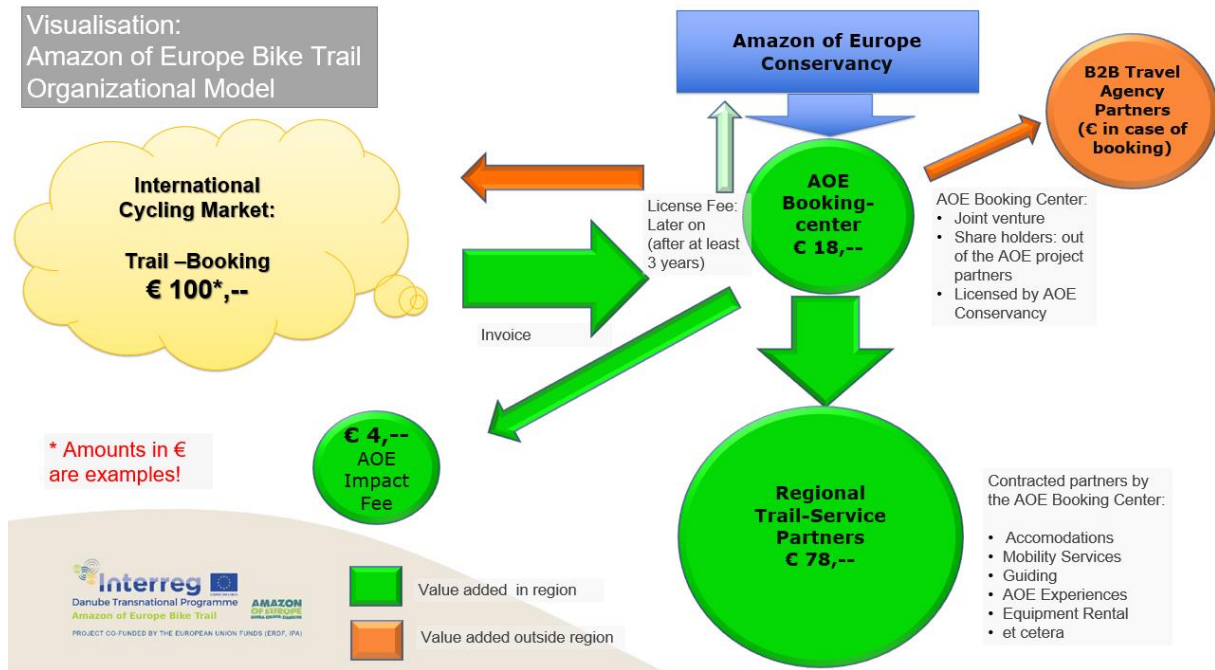 Visualisation:
Amazon of Europe Bike Trail
Organizational Model
Amazon of Europe
Conservancy
B2B Travel
Agency
Partners
(€ in case of
booking)
International
Cycling Market:
Trail –Booking
€ 100*,--
License Fee:
Later on
(after at least
3 years)
AOE
Booking-
center
€ 18,--
AOE Booking Center:
• Joint venture
• Share holders: out
of the AOE project
partners
• Licensed by AOE
Conservancy
Invoice
* Amounts in €
are examples!
€ 4,--
AOE
Impact
Fee
Regional
Trail-Service
Partners
€ 78,--
Contracted partners by
the AOE Booking Center:
• Accomodations
• Mobility Services
• Guiding
• AOE Experiences
• Equipment Rental
• et cetera
Interreg
Danube Transnational Programme
Amazon of Europe Bike Trail
AMAZON
OF EUROPE
PROJECT CO-FUNDED BY THE EUROPEAN UNION FUNDS (ERDF, IPA)
Value added in region
Value added outside region